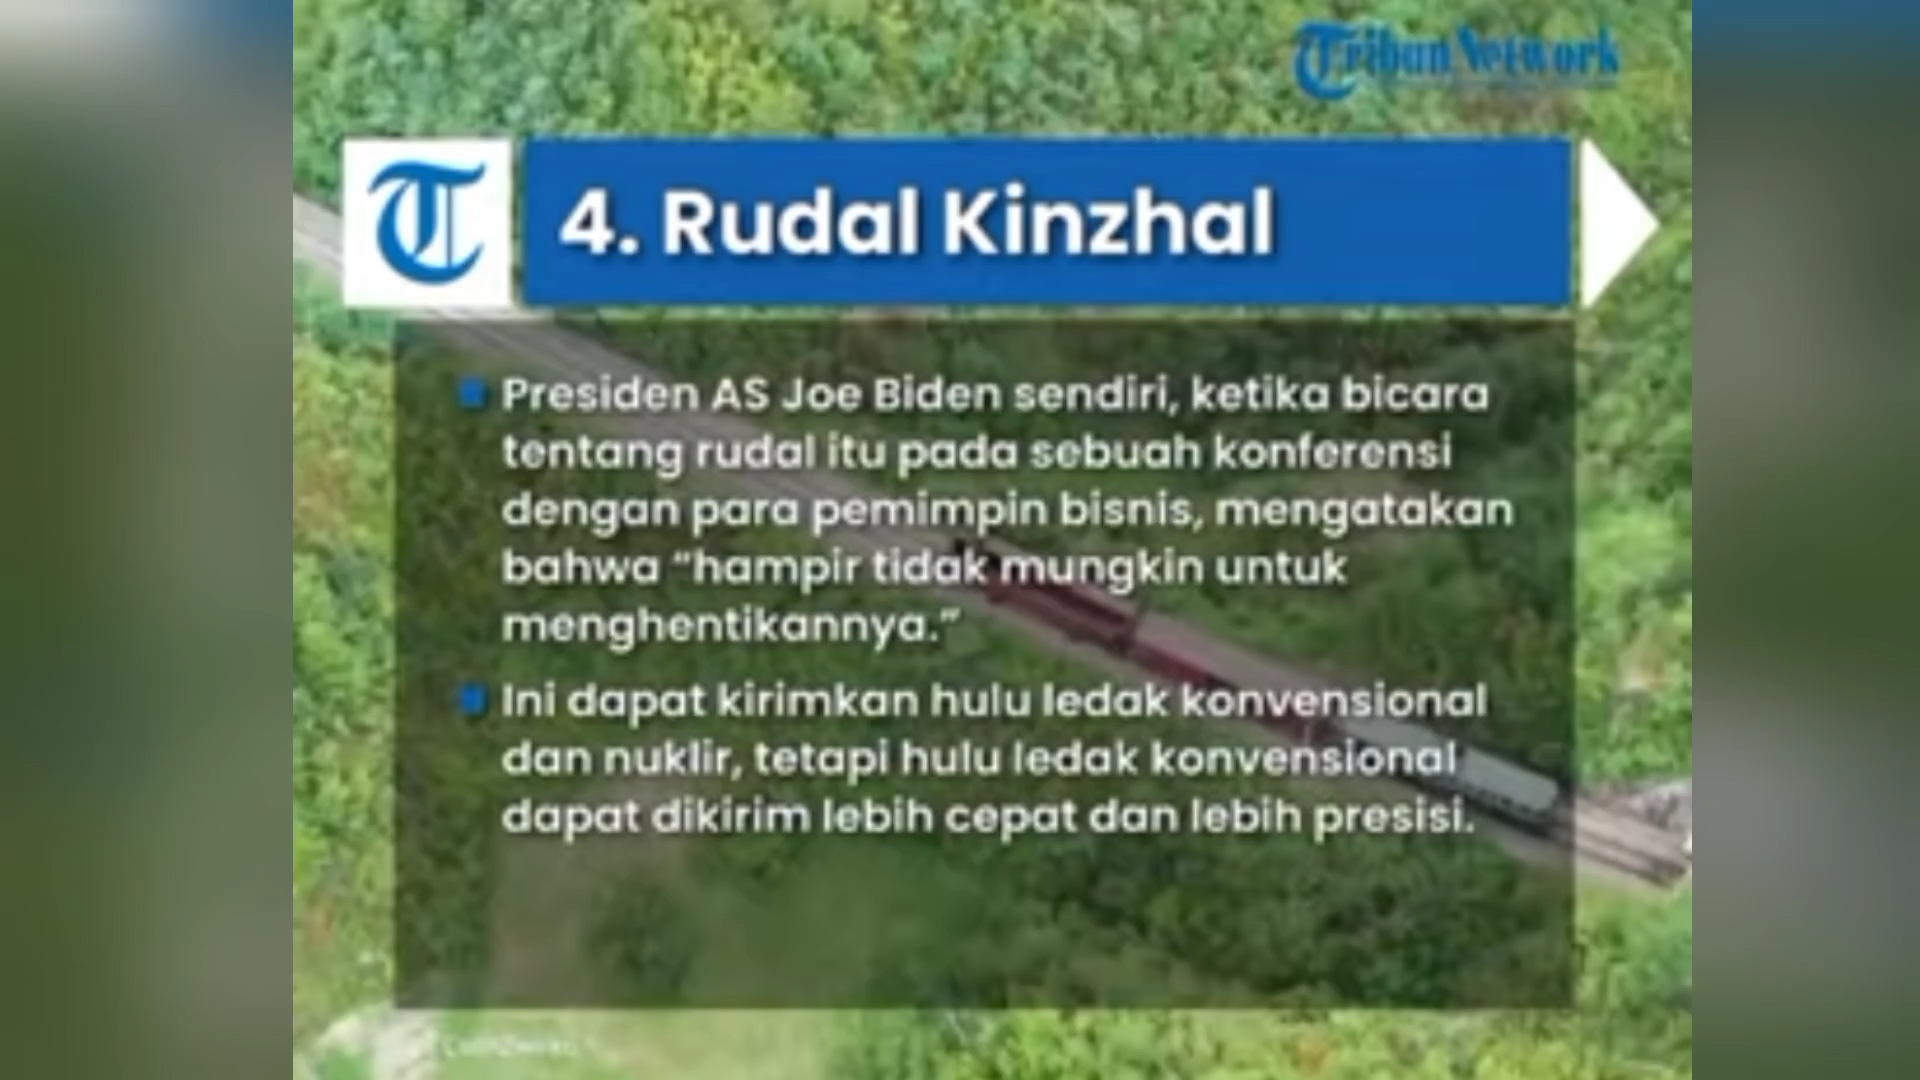 Tribun Network
4. Rudal Kinzhal
Presiden AS Joe Biden sendiri, ketika bicara
tentang rudal itu pada sebuah konferensi
dengan para pemimpin bisnis, mengatakan
bahwa “hampir tidak mungkin untuk
menghentikannya.”
Ini dapat kirimkan hulu ledak konvensional
dan nuklir, tetapi hulu ledak konvensional
dapat dikirim lebih cepat dan lebih presisi.